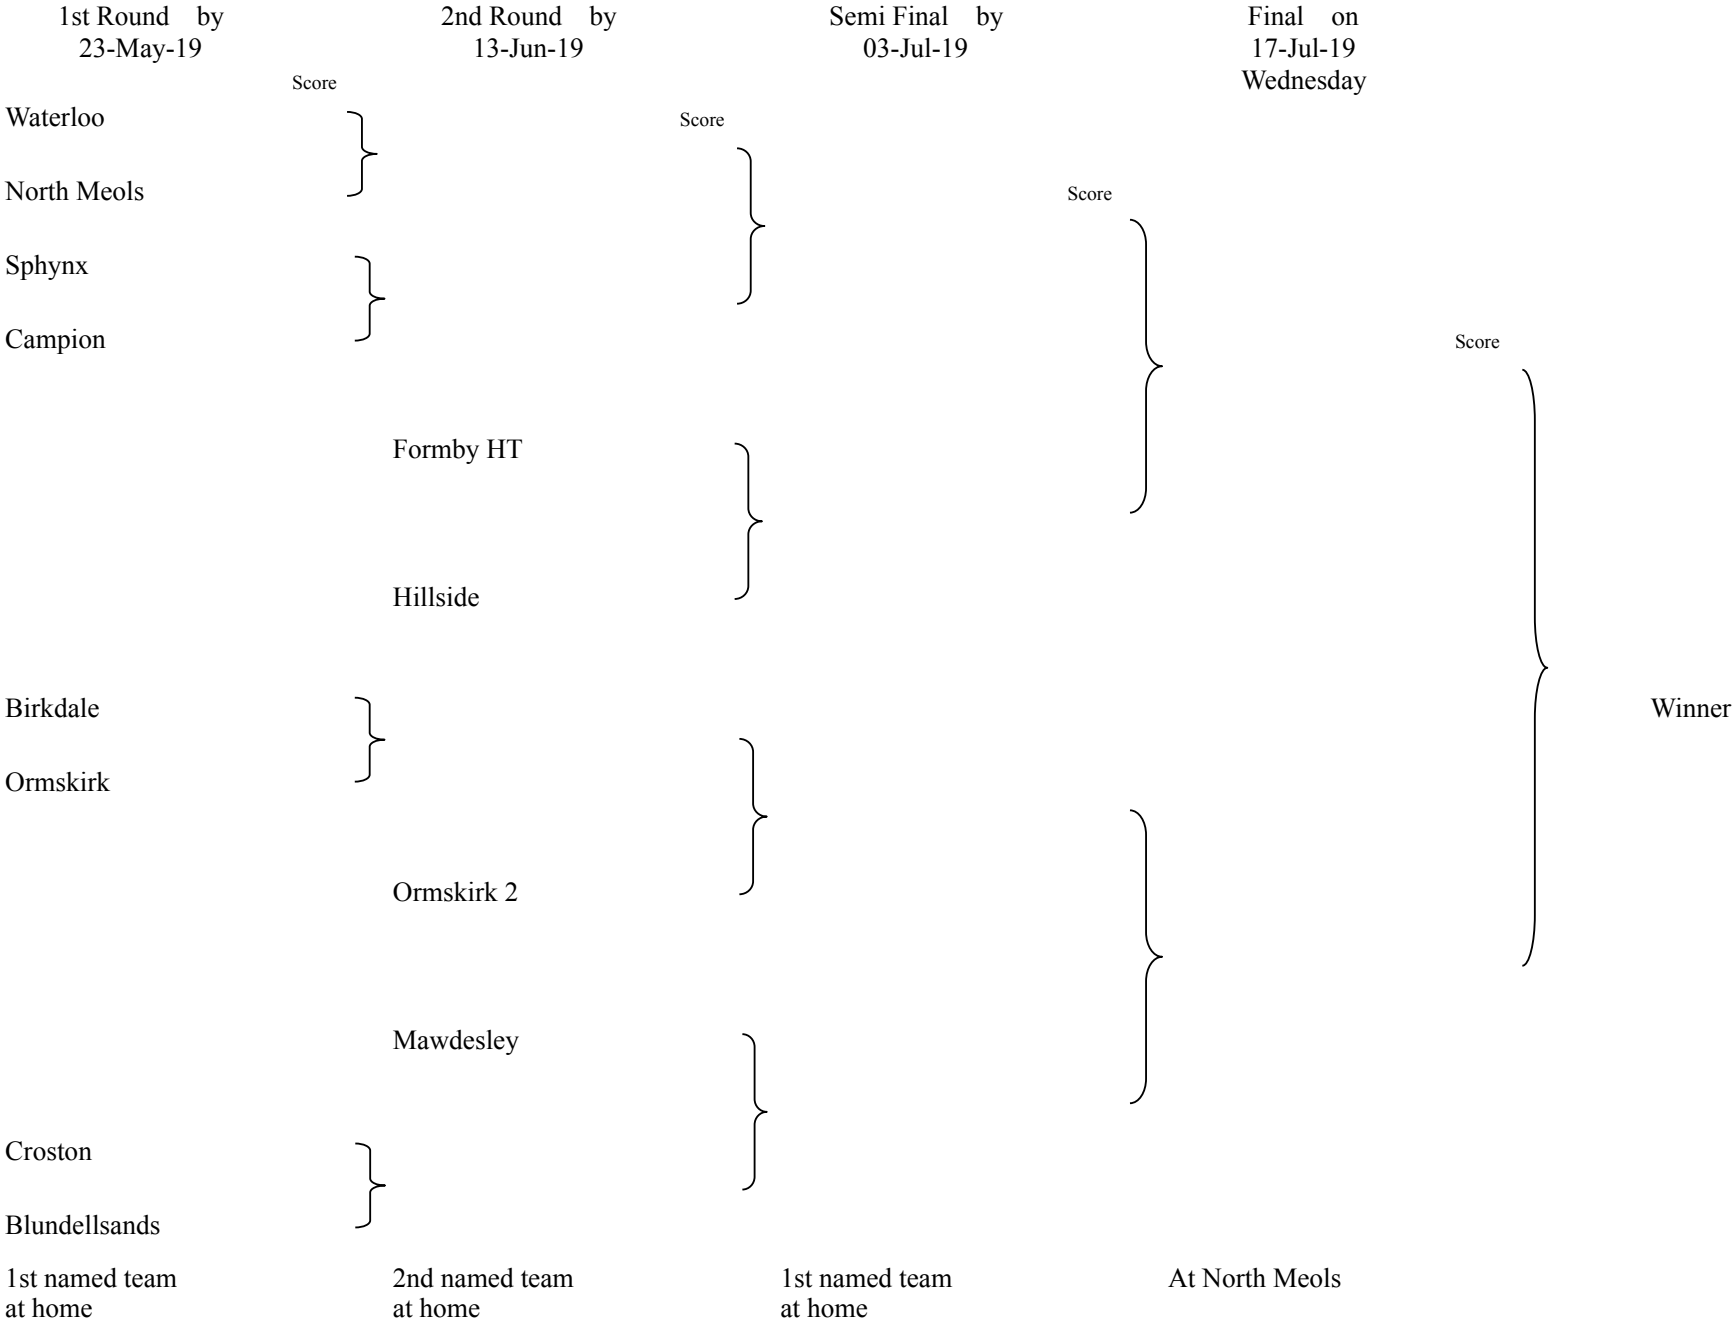 1st Round by
23-May-19
2nd Round by
13-Jun-19
Semi Final by
03-Jul-19
Final on
17-Jul-19
Wednesday
Score
Waterloo
Score
North Meols
Score
Sphynx
Campion
Score
Formby HT
Hillside
Birkdale
Winner
Ormskirk
Ormskirk 2
Mawdesley
Croston
Blundellsands
1st named team
at home
2nd named team
at home
1st named team
at home
At North Meols